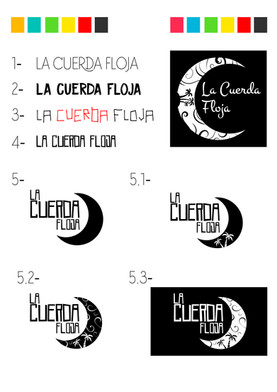 1- LA CUERDA FLOJA
2- LA CUERDA FLOJA
3- LA CUERDA FLOJA
4- LA CUERDA FLOJA
La Cuerda
Floja
5-
LA
CUERDA
FLOJA
5.1-
LA
CUERDA
FLOJA
5.2-
LA
CUERDA
FLOJA
5.3-
LA
CUERDA
FLOJA